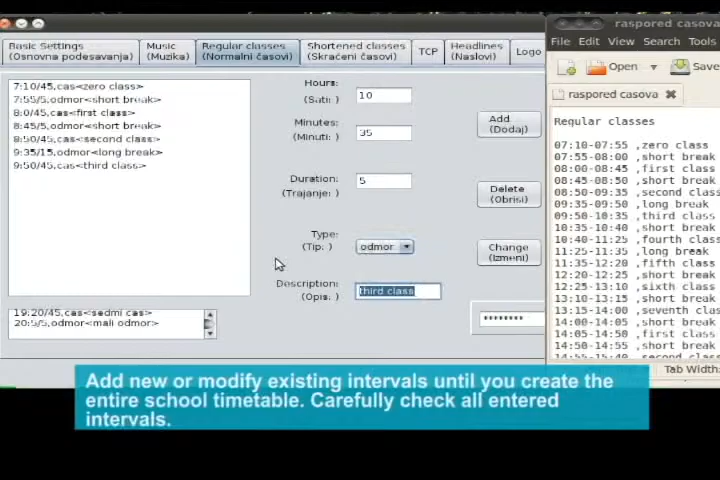 Basic Settings
(Osnovna podesavanja)
Music
(Muzika)
Regular classes
(Normalni časovi)
Shortened classes
(Skraćeni časovi)
TCP
Headlines
(Naslovi)
Logo
7:10/45,cas<zero class>
7:55/5,odmor<short break>
8:0/45,cas<first class>
8:45/5,odmor<short break>
8:50/45,cas<second class>
9:35/15,odmor<long break>
9:50/45,cas<third class>
19:20/45,cas<sedmi cas>
20:5/5,odmor<mali odmor>
Hours:
(Sati: )
10
Minutes:
(Minuti: )
35
Duration:
(Trajanje: )
5
Type:
(Tip: )
odmor
Description:
(Opis: )
third class
Add
(Dodaj)
Delete
(Obrisi)
Change
(Izmeni)
********
raspored casova
File Edit View Search Tools
Open Save
raspored casova
Regular classes
07:10-07:55 ,zero class
07:55-08:00 ,short break
08:00-08:45 ,first class
08:45-08:50 ,short break
08:50-09:35 ,second class
09:35-09:50 ,long break
09:50-10:35 ,third class
10:35-10:40 ,short break
10:40-11:25 ,fourth class
11:25-11:35 ,long break
11:35-12:20 ,fifth class
12:20-12:25 ,short break
12:25-13:10 ,sixth class
13:10-13:15 ,short break
13:15-14:00 ,seventh class
14:00-14:05 ,short break
14:05-14:50 ,first class
14:50-14:55 ,short break
14:55-15:40 ,second class
Tab Width:
Add new or modify existing intervals until you create the
entire school timetable. Carefully check all entered
intervals.